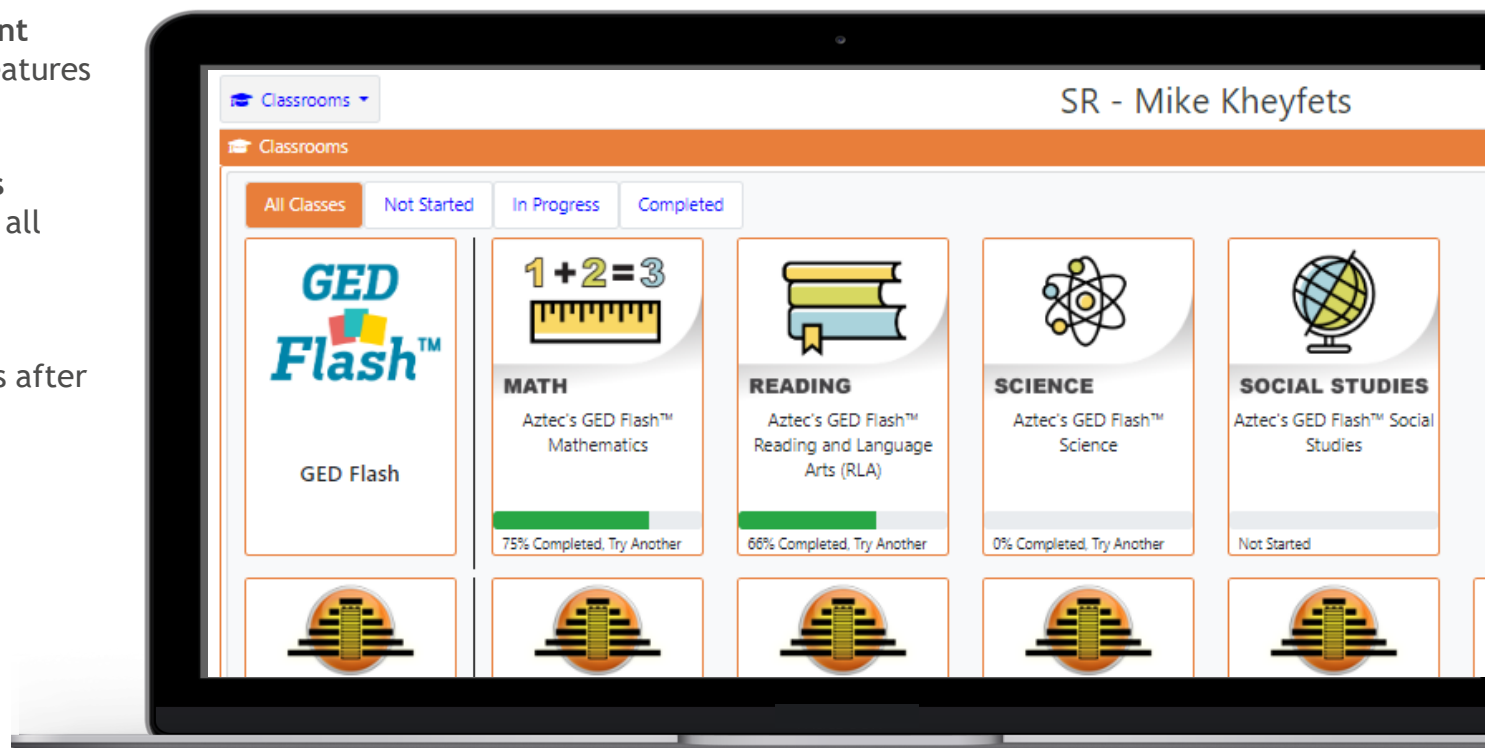 nt
eatures
s
all
s after
Classrooms
SR - Mike Kheyfets
Classrooms
All Classes
Not Started
In Progress
Completed
GED
Flash™
GED Flash
1+2=3
MATH
Aztec's GED Flash™
Mathematics
75% Completed, Try Another
READING
Aztec's GED Flash™
Reading and Language
Arts (RLA)
66% Completed, Try Another
SCIENCE
Aztec's GED Flash™
Science
0% Completed, Try Another
SOCIAL STUDIES
Aztec's GED Flash™ Social
Studies
Not Started